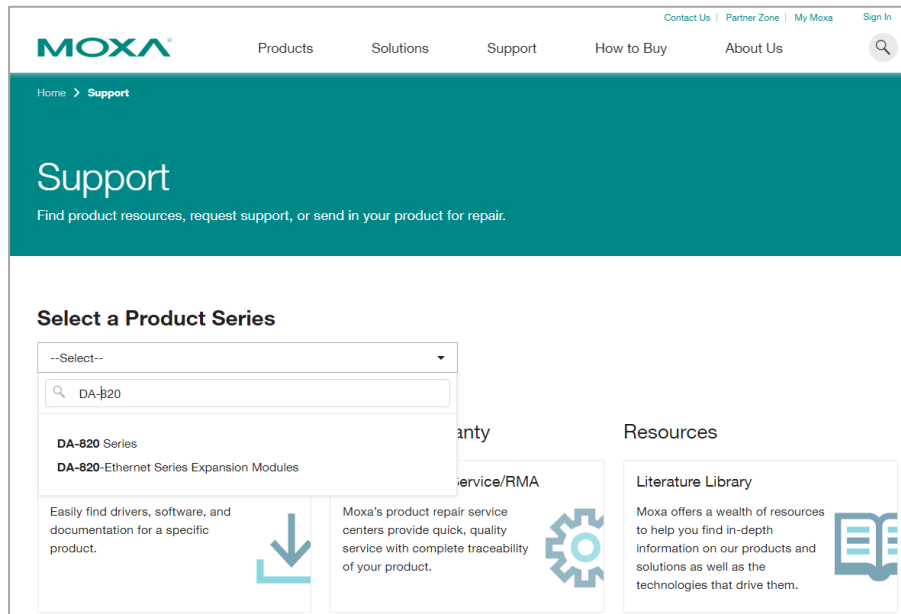 Contact Us | Partner Zone | My Moxa Sign In
MOXA®
Products Solutions Support How to Buy About Us
Home > Support
Support
Find product resources, request support, or send in your product for repair.
Select a Product Series
--Select--
DA-820
DA-820 Series
DA-820-Ethernet Series Expansion Modules
Resources
Service/RMA
Literature Library
Easily find drivers, software, and
documentation for a specific
product.
Moxa's product repair service
centers provide quick, quality
service with complete traceability
of your product.
Moxa offers a wealth of resources
to help you find in-depth
information on our products and
solutions as well as the
technologies that drive them.